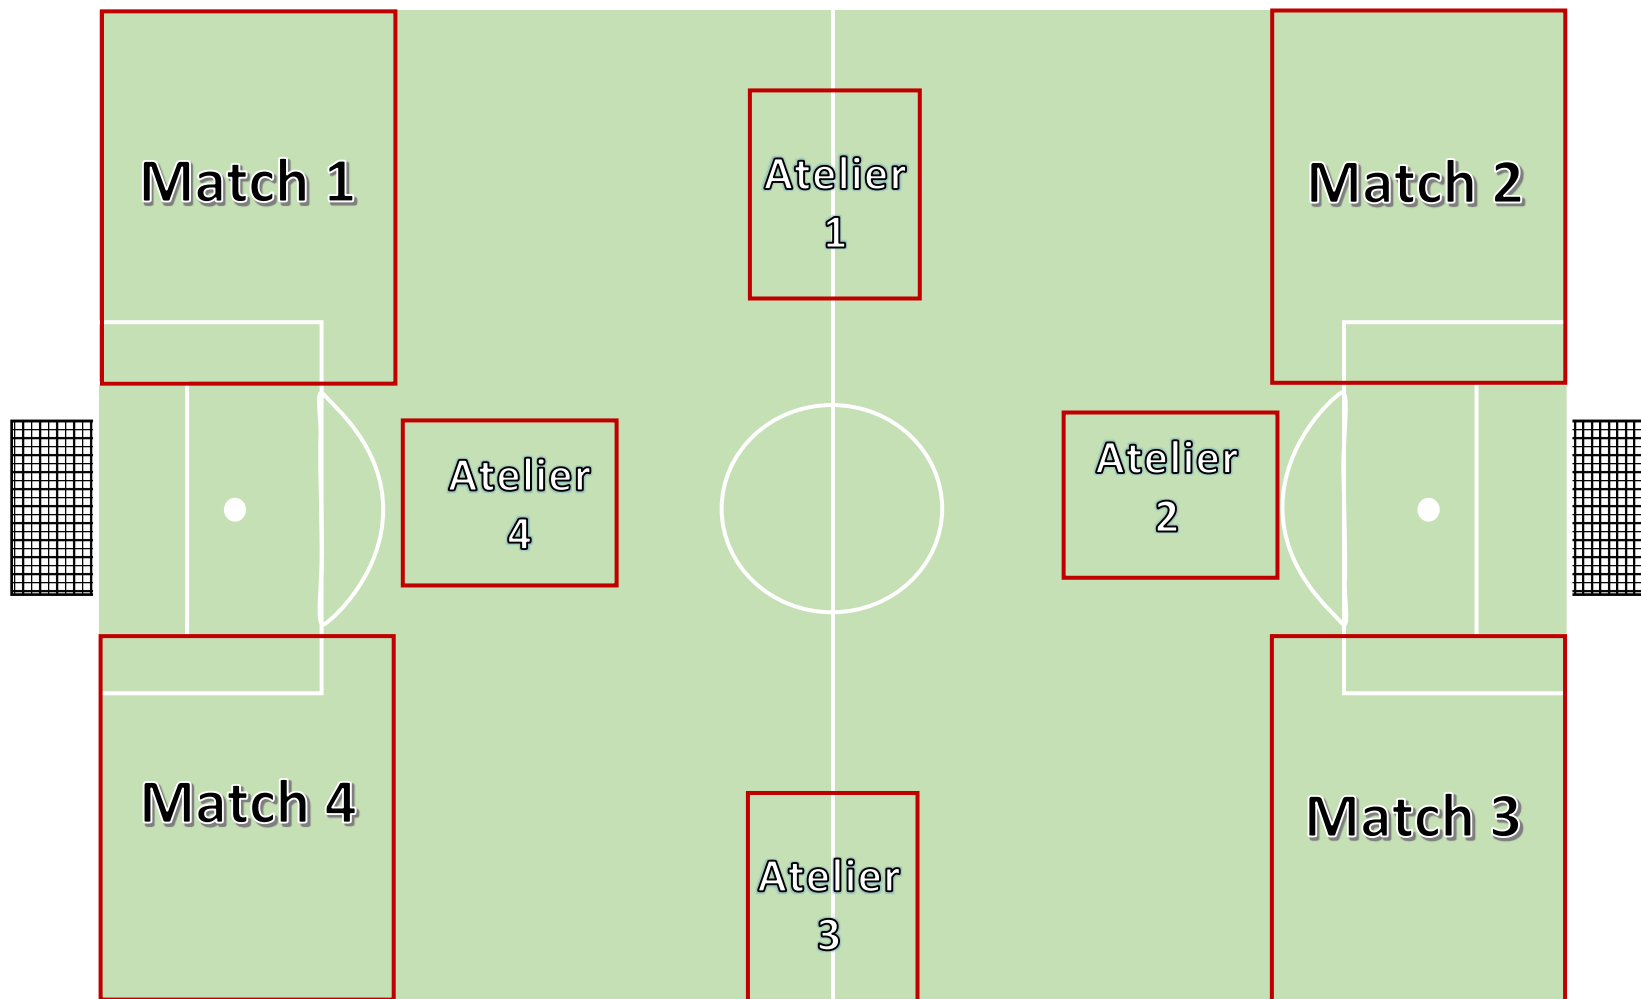 Match 1
Atelier
1
Match 2
Atelier
4
Atelier
2
Match 4
Atelier
3
Match 3